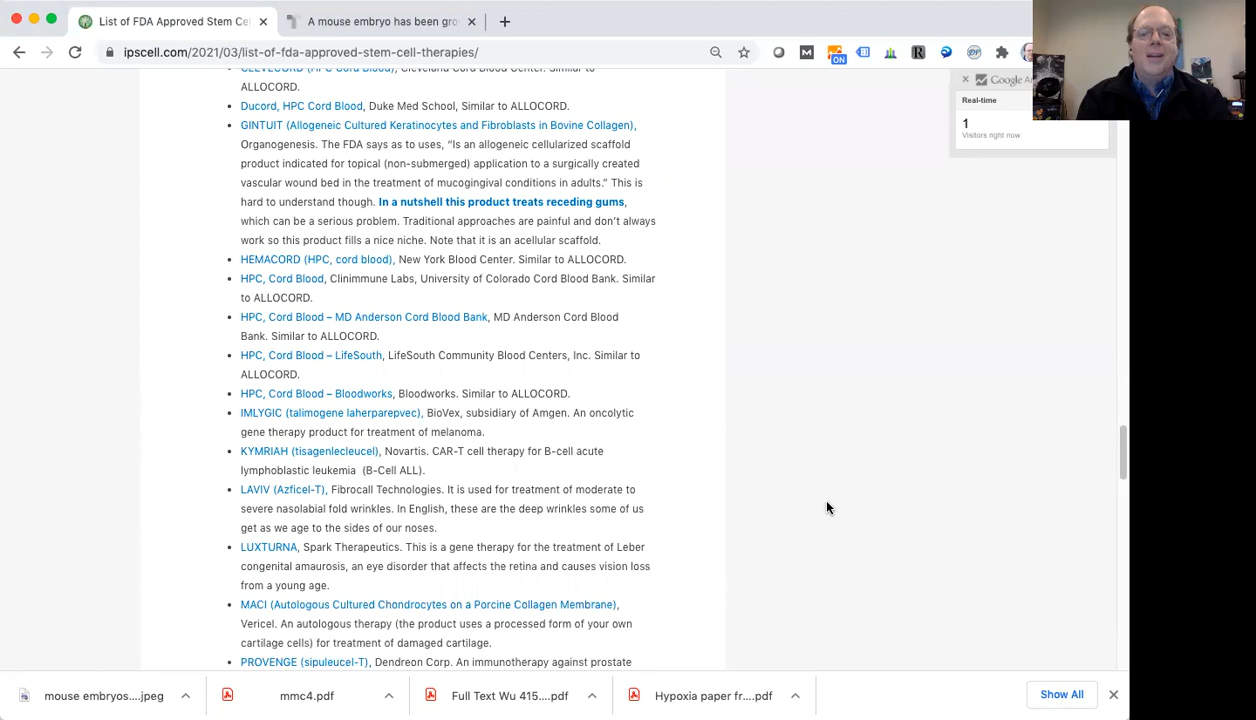 List of FDA Approved Stem Cel
A mouse embryo has been gro
ipscell.com/2021/03/list-of-fda-approved-stem-cell-therapies/
ON
CLEVECORD (HPC Cord Blood), Cleveland Cord Blood Center. Similar to
ALLOCORD.
Ducord, HPC Cord Blood, Duke Med School, Similar to ALLOCORD.
GINTUIT (Allogeneic Cultured Keratinocytes and Fibroblasts in Bovine Collagen),
Organogenesis. The FDA says as to uses, “Is an allogeneic cellularized scaffold
product indicated for topical (non-submerged) application to a surgically created
vascular wound bed in the treatment of mucogingival conditions in adults.” This is
hard to understand though. In a nutshell this product treats receding gums,
which can be a serious problem. Traditional approaches are painful and don’t always
work so this product fills a nice niche. Note that it is an acellular scaffold.
HEMACORD (HPC, cord blood), New York Blood Center. Similar to ALLOCORD.
HPC, Cord Blood, Clinimmune Labs, University of Colorado Cord Blood Bank. Similar
to ALLOCORD.
HPC, Cord Blood – MD Anderson Cord Blood Bank, MD Anderson Cord Blood
Bank. Similar to ALLOCORD.
HPC, Cord Blood – LifeSouth, LifeSouth Community Blood Centers, Inc. Similar to
ALLOCORD.
HPC, Cord Blood – Bloodworks, Bloodworks. Similar to ALLOCORD.
IMLYGIC (talimogene laherparepvec), BioVex, subsidiary of Amgen. An oncolytic
gene therapy product for treatment of melanoma.
KYMRIAH (tisagenlecleucel), Novartis. CAR-T cell therapy for B-cell acute
lymphoblastic leukemia (B-Cell ALL).
LAVIV (Azficel-T), Fibrocall Technologies. It is used for treatment of moderate to
severe nasolabial fold wrinkles. In English, these are the deep wrinkles some of us
get as we age to the sides of our noses.
LUXTURNA, Spark Therapeutics. This is a gene therapy for the treatment of Leber
congenital amaurosis, an eye disorder that affects the retina and causes vision loss
from a young age.
MACI (Autologous Cultured Chondrocytes on a Porcine Collagen Membrane),
Vericel. An autologous therapy (the product uses a processed form of your own
cartilage cells) for treatment of damaged cartilage.
PROVENGE (sipuleucel-T), Dendreon Corp. An immunotherapy against prostate
Google
Real-time
1
Visitors right now
mouse embryos....jpeg
mmc4.pdf
Full Text Wu 415....pdf
Hypoxia paper fr....pdf
Show All